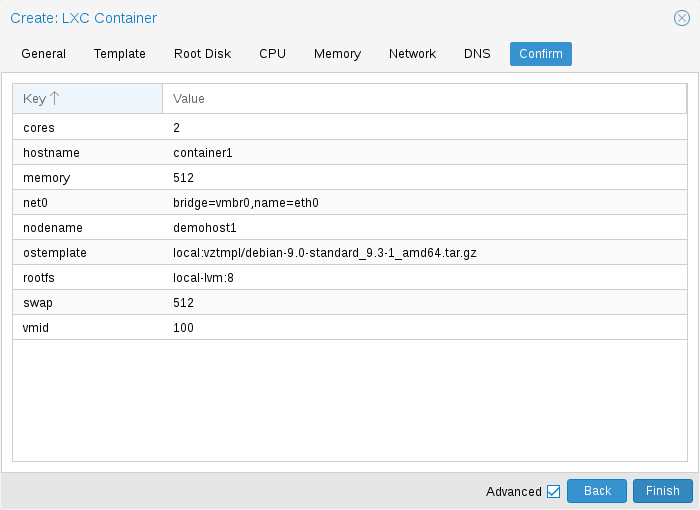 Create: LXC Container
General Template Root Disk CPU Memory Network DNS Confirm
Key Value
cores 2
hostname container1
memory 512
net0 bridge=vmbr0,name=eth0
nodename demohost1
ostemplate local:vztmpl/debian-9.0-standard_9.3-1_amd64.tar.gz
rootfs local-lvm:8
swap 512
vmid 100
Advanced Back Finish